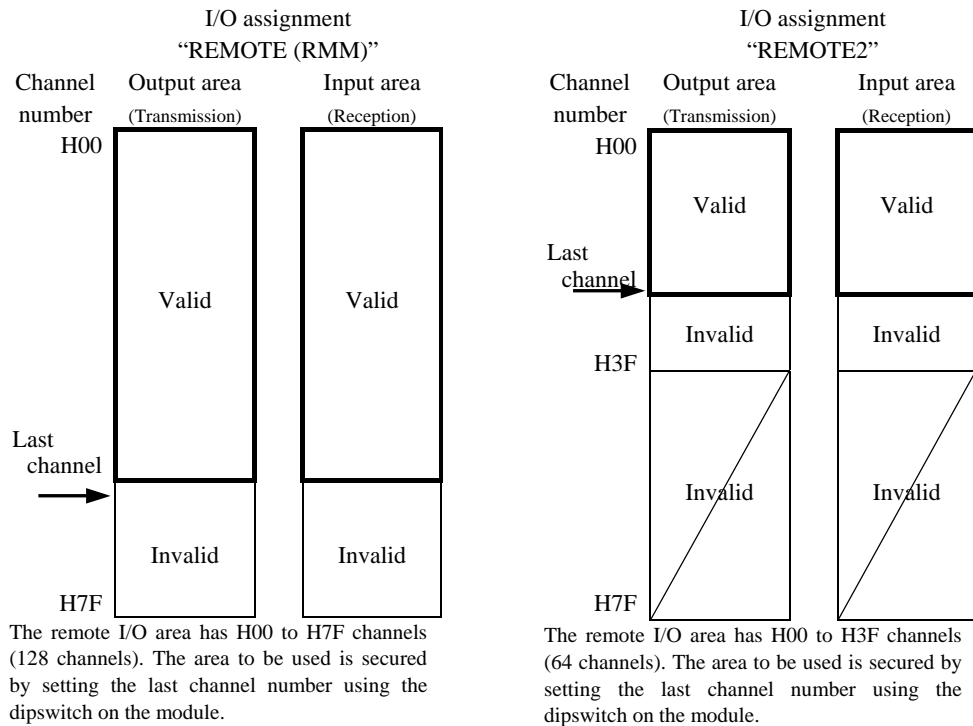 I/O assignment
“REMOTE (RMM)”
Channel number
Output area
(Transmission)
Input area
(Reception)
H00
Valid
Valid
Last channel
Invalid
Invalid
H7F
The remote I/O area has H00 to H7F channels
(128 channels). The area to be used is secured
by setting the last channel number using the
dipswitch on the module.
I/O assignment
“REMOTE2”
Channel number
Output area
(Transmission)
Input area
(Reception)
H00
Valid
Valid
Last channel
Invalid
Invalid
H3F
Invalid
Invalid
H7F
The remote I/O area has H00 to H3F channels
(64 channels). The area to be used is secured by
setting the last channel number using the
dipswitch on the module.